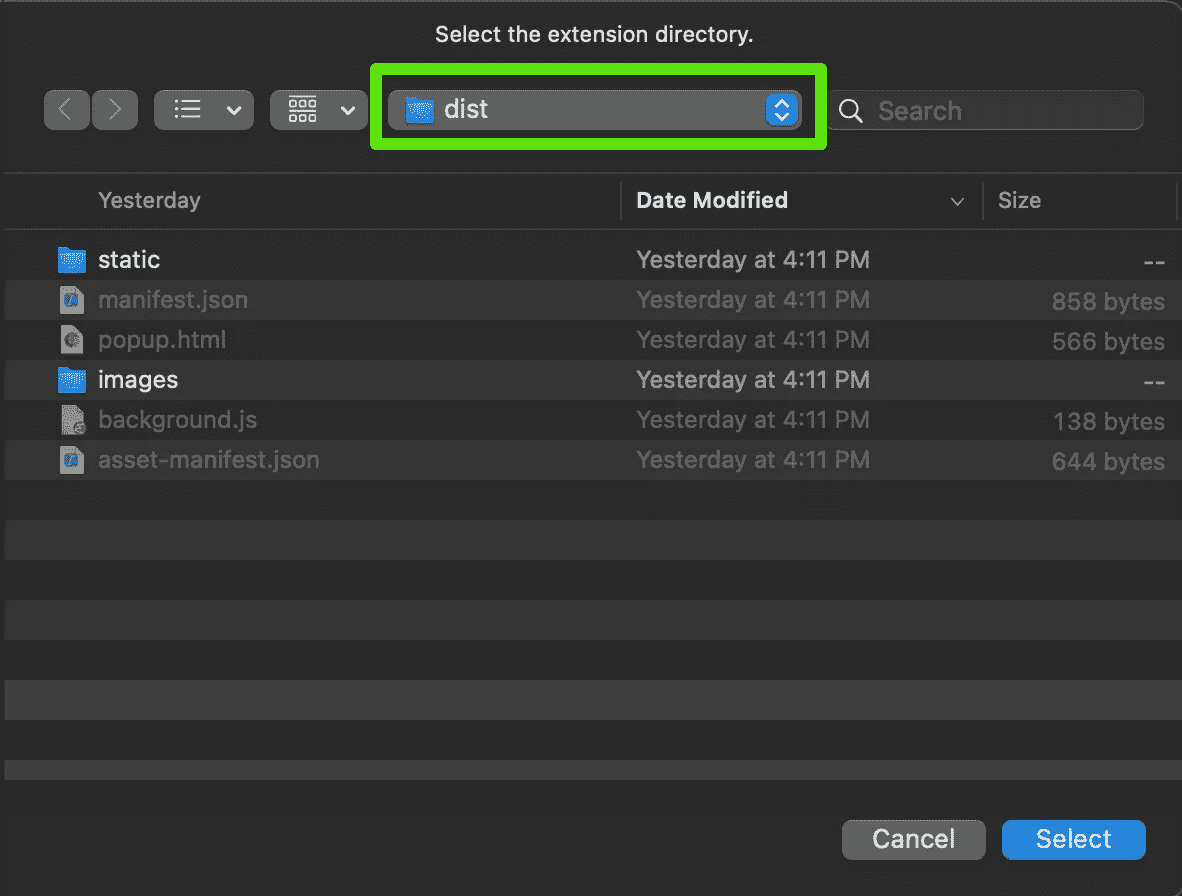 Select the extension directory.
dist
Search
Yesterday Date Modified Size
static Yesterday at 4:11 PM --
manifest.json Yesterday at 4:11 PM 858 bytes
popup.html Yesterday at 4:11 PM 566 bytes
images Yesterday at 4:11 PM --
background.js Yesterday at 4:11 PM 138 bytes
asset-manifest.json Yesterday at 4:11 PM 644 bytes
Cancel Select